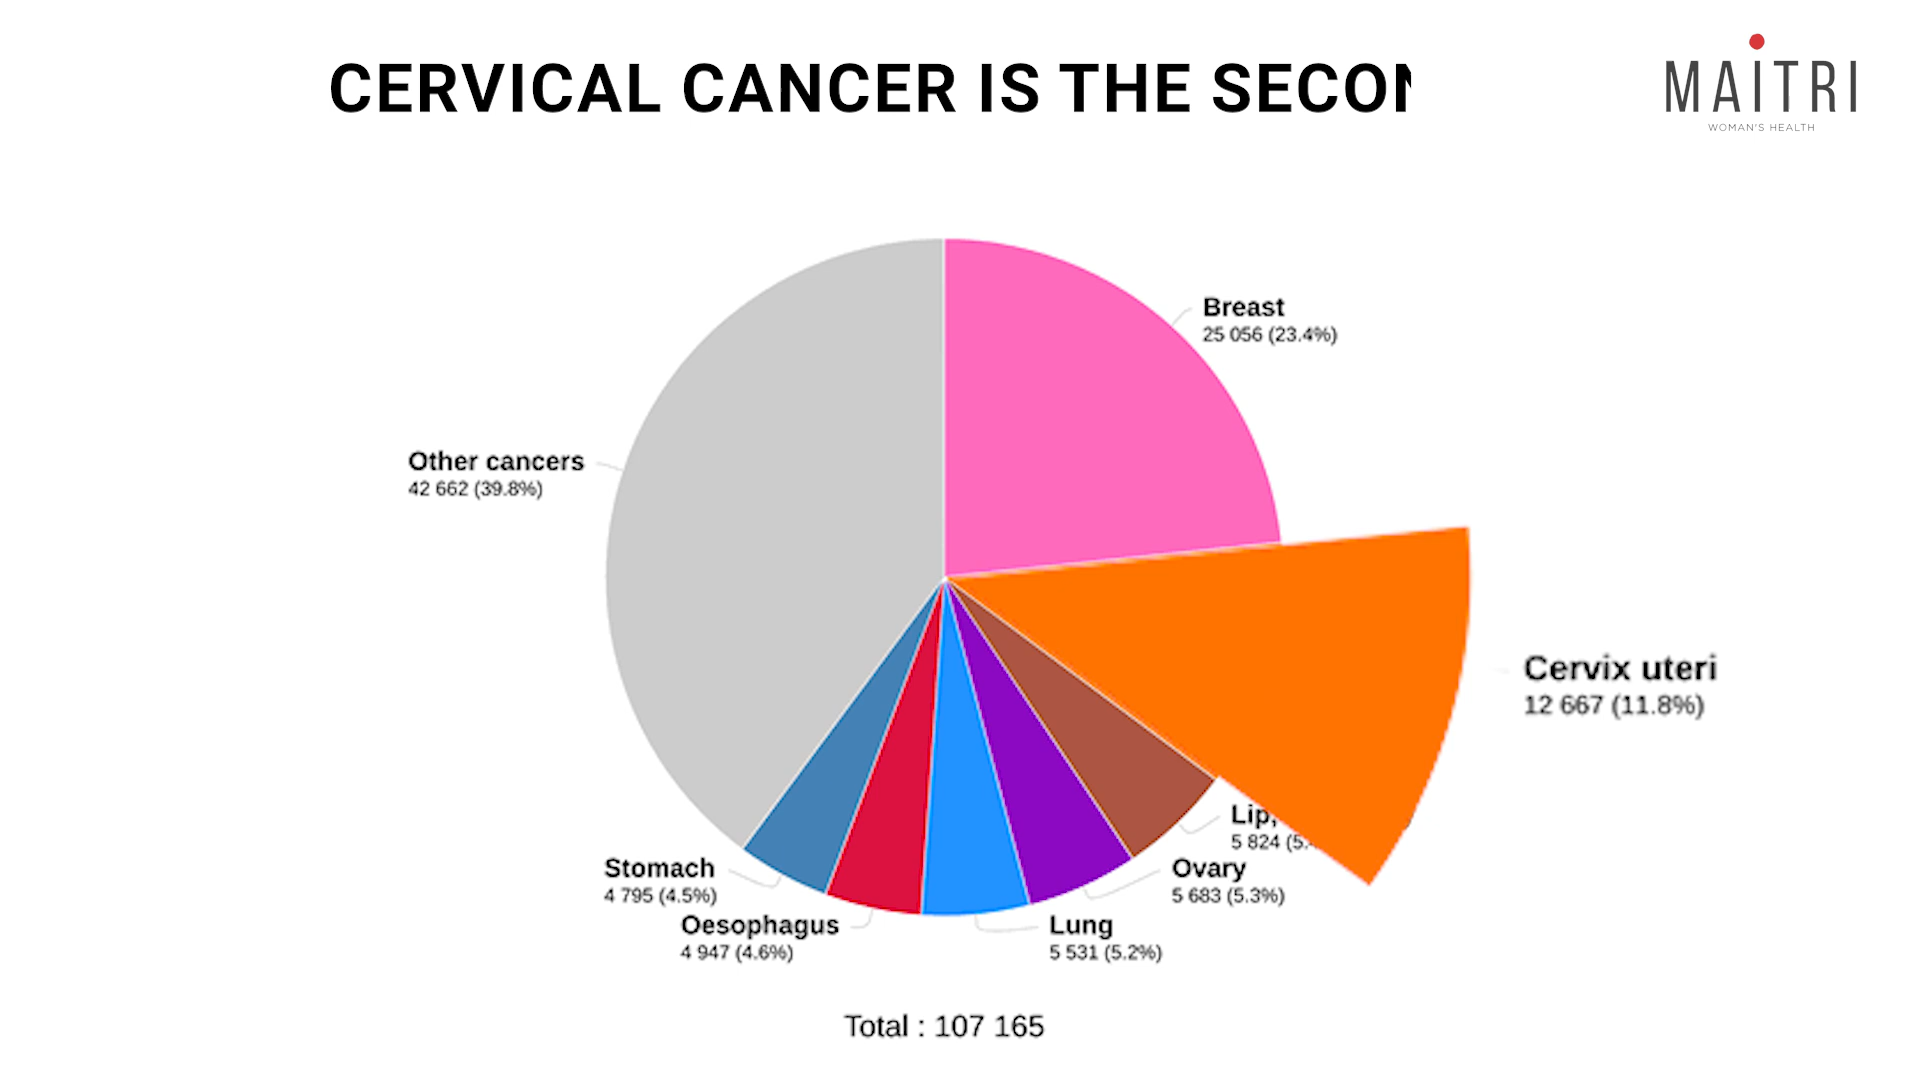 CERVICAL CANCER IS THE SECON
MAITRI
WOMAN'S HEALTH
Breast
25 056 (23.4%)
Other cancers
42 662 (39.8%)
Cervix uteri
12 667 (11.8%)
Lip,
5 824 (5.
Ovary
5 683 (5.3%)
Stomach
4 795 (4.5%)
Oesophagus
4 947 (4.6%)
Lung
5 531 (5.2%)
Total : 107 165